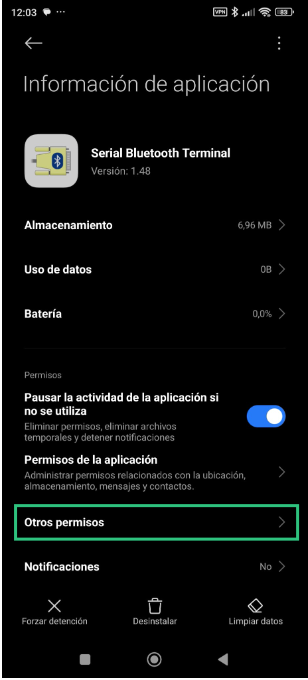 12:03
VPN
Información de aplicación
Serial Bluetooth Terminal
Versión: 1.48
Almacenamiento 6,96 MB
Uso de datos 0B
Batería 0,0%
Permisos
Pausar la actividad de la aplicación si
no se utiliza
Eliminar permisos, eliminar archivos
temporales y detener notificaciones
Permisos de la aplicación
Administrar permisos relacionados con la ubicación,
almacenamiento, mensajes y contactos.
Otros permisos
Notificaciones No
Forzar detención Desinstalar Limpiar datos